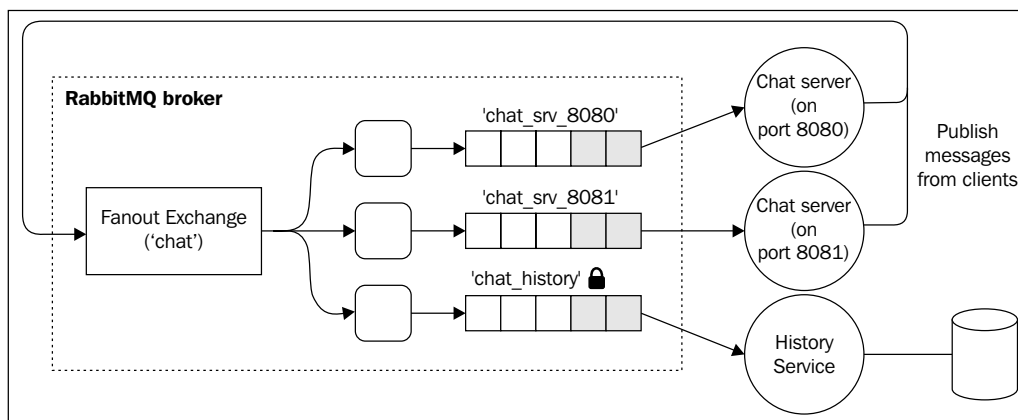 RabbitMQ broker
Fanout Exchange
(‘chat’)
'chat_srv_8080'
'chat_srv_8081'
'chat_history'
Chat server
(on
port 8080)
Chat server
(on
port 8081)
History
Service
Publish
messages
from clients